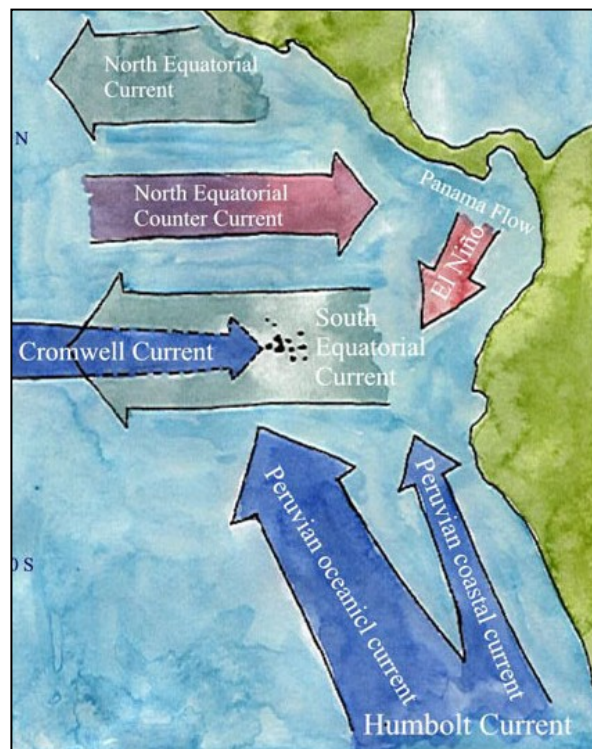 North Equatorial
Current
N
North Equatorial
Counter Current
Panama Flow
El Niño
South
Equatorial
Current
Cromwell Current
Peruvian oceanicl current
Peruvian coastal current
0 S
Humbolt Current